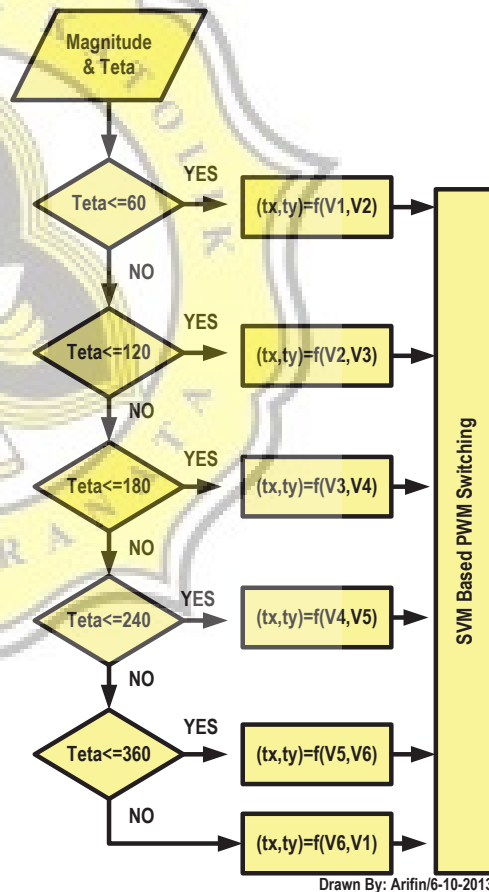 Magnitude
& Teta
Teta<=60
YES
(tx,ty)=f(V1,V2)
NO
Teta<=120
YES
(tx,ty)=f(V2,V3)
NO
Teta<=180
YES
(tx,ty)=f(V3,V4)
NO
Teta<=240
YES
(tx,ty)=f(V4,V5)
NO
Teta<=360
YES
(tx,ty)=f(V5,V6)
NO
(tx,ty)=f(V6,V1)
SVM Based PWM Switching
Drawn By: Arifin/6-10-2013